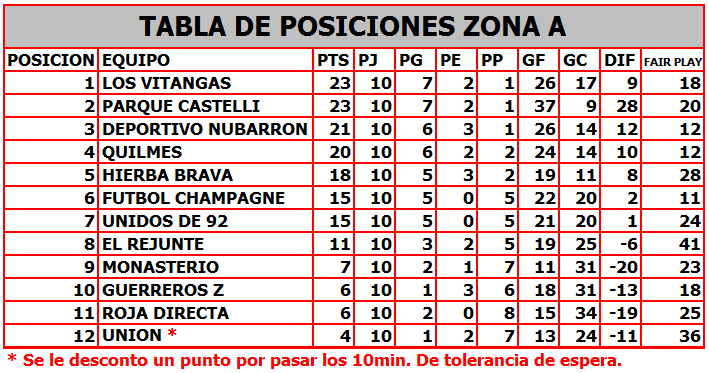 TABLA DE POSICIONES ZONA A
POSICION EQUIPO PTS PJ PG PE PP GF GC DIF FAIR PLAY
1 LOS VITANGAS 23 10 7 2 1 26 17 9 18
2 PARQUE CASTELLI 23 10 7 2 1 37 9 28 20
3 DEPORTIVO NUBARRON 21 10 6 3 1 26 14 12 12
4 QUILMES 20 10 6 2 2 24 14 10 12
5 HIERBA BRAVA 18 10 5 3 2 19 11 8 28
6 FUTBOL CHAMPAGNE 15 10 5 0 5 22 20 2 11
7 UNIDOS DE 92 15 10 5 0 5 21 20 1 24
8 EL REJUNTE 11 10 3 2 5 19 25 -6 41
9 MONASTERIO 7 10 2 1 7 11 31 -20 23
10 GUERREROS Z 6 10 1 3 6 18 31 -13 18
11 ROJA DIRECTA 6 10 2 0 8 15 34 -19 25
12 UNION * 4 10 1 2 7 13 24 -11 36
* Se le desconto un punto por pasar los 10min. De tolerancia de espera.